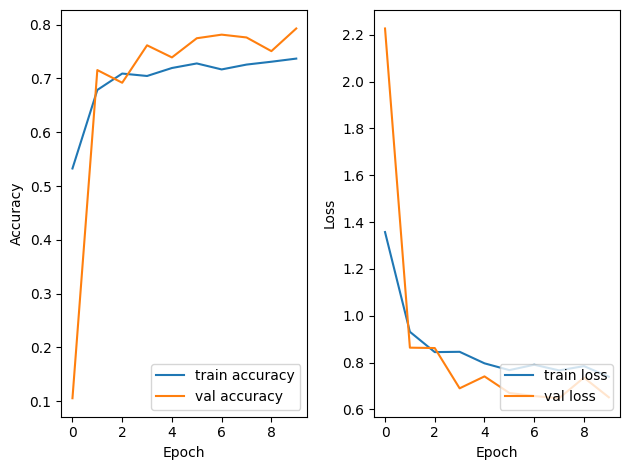 0.8
0.7
0.6
0.5
0.4
0.3
0.2
0.1
Accuracy
train accuracy
val accuracy
0 2 4 6 8
Epoch
2.2
2.0
1.8
1.6
1.4
1.2
1.0
0.8
0.6
Loss
train loss
val loss
0 2 4 6 8
Epoch